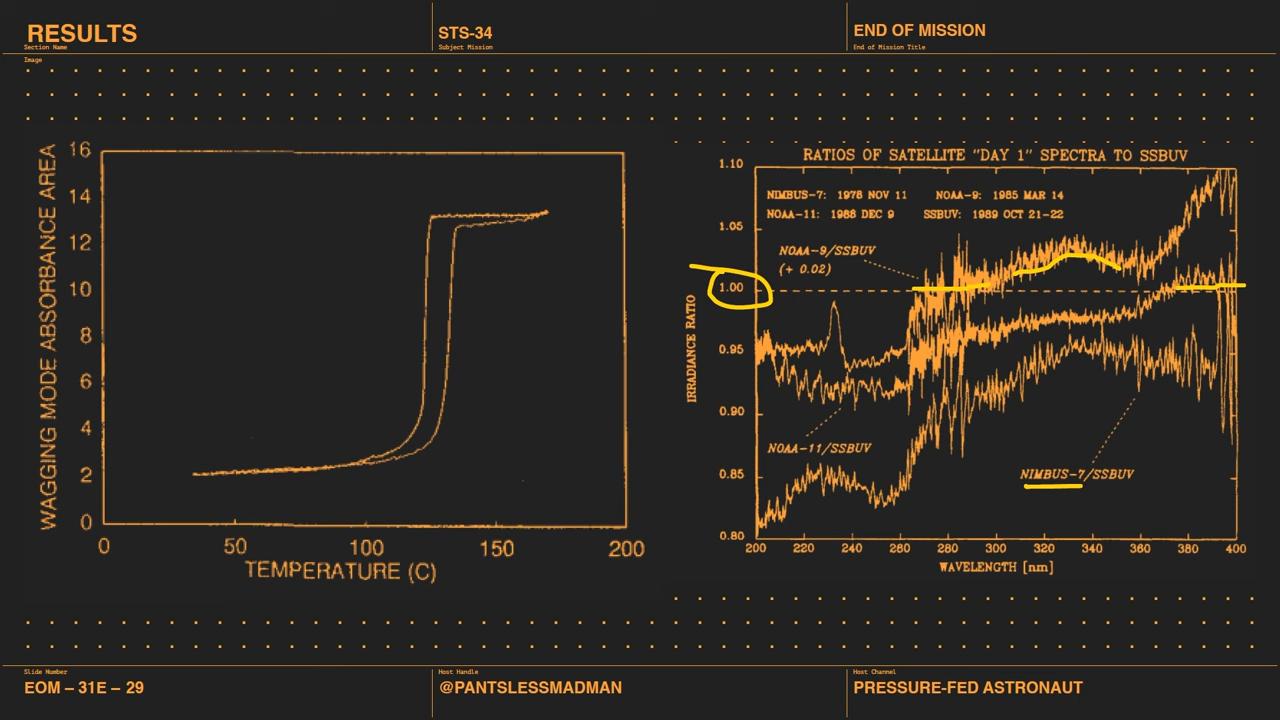 RESULTS
Section Name
STS-34
Subject Mission
END OF MISSION
End of Mission Title
Image
WAGGING MODE ABSORBANCE AREA
16
14
12
10
8
6
4
2
0
0 50 100 150 200
TEMPERATURE (C)
RATIOS OF SATELLITE "DAY 1" SPECTRA TO SSBUV
NIMBUS-7: 1978 NOV 11 NOAA-9: 1985 MAR 14
NOAA-11: 1988 DEC 9 SSBUV: 1989 OCT 21-22
NOAA-9/SSBUV
(+ 0.02)
NOAA-11/SSBUV
NIMBUS-7/SSBUV
IRRADIANCE RATIO
1.10
1.05
1.00
0.95
0.90
0.85
0.80
200 220 240 260 280 300 320 340 360 380 400
WAVELENGTH [nm]
Slide Number
EOM – 31E – 29
Host Handle
@PANTSLESSMADMAN
Host Channel
PRESSURE-FED ASTRONAUT